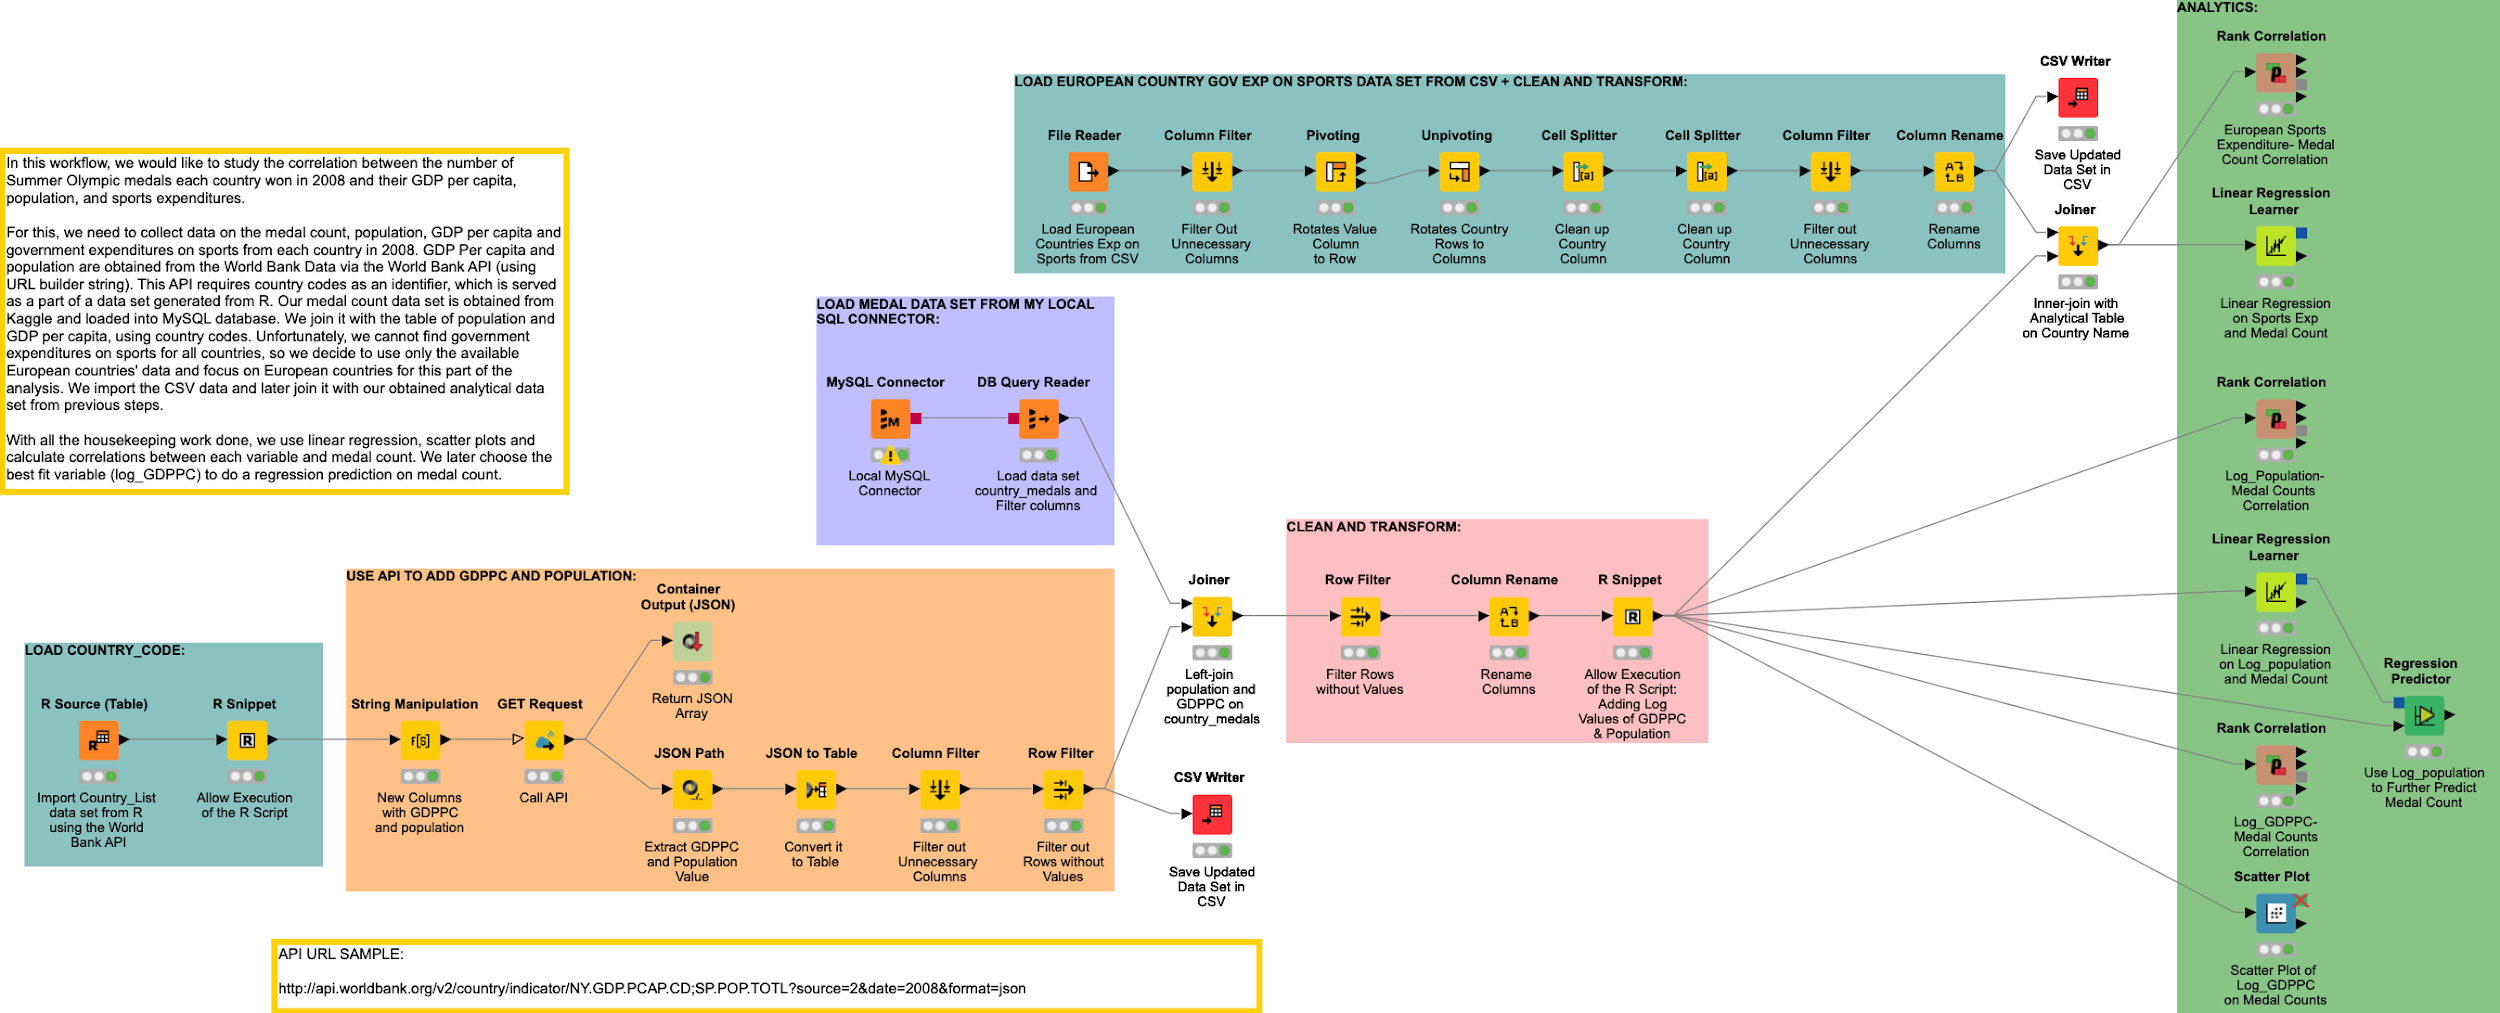 In this workflow, we would like to study the correlation between the number of
Summer Olympic medals each country won in 2008 and their GDP per capita,
population, and sports expenditures.
For this, we need to collect data on the medal count, population, GDP per capita and
government expenditures on sports from each country in 2008. GDP Per capita and
population are obtained from the World Bank Data via the World Bank API (using
URL builder string). This API requires country codes as an identifier, which is served
as a part of a data set generated from R. Our medal count data set is obtained from
Kaggle and loaded into MySQL database. We join it with the table of population and
GDP per capita, using country codes. Unfortunately, we cannot find government
expenditures on sports for all countries, so we decide to use only the available
European countries' data and focus on European countries for this part of the
analysis. We import the CSV data and later join it with our obtained analytical data
set from previous steps.
With all the housekeeping work done, we use linear regression, scatter plots and
calculate correlations between each variable and medal count. We later choose the
best fit variable (log_GDPPC) to do a regression prediction on medal count.
LOAD EUROPEAN COUNTRY GOV EXP ON SPORTS DATA SET FROM CSV + CLEAN AND TRANSFORM:
File Reader
Load European
Countries Exp on
Sports from CSV
Column Filter
Filter Out
Unnecessary
Columns
Pivoting
Rotates Value
Column
to Row
Unpivoting
Rotates Country
Rows to
Columns
Cell Splitter
[a]
Clean up
Country
Column
Cell Splitter
[a]
Clean up
Country
Column
Column Filter
Filter out
Unnecessary
Columns
Column Rename
A
B
Rename
Columns
CSV Writer
Save Updated
Data Set in
CSV
Joiner
Inner-join with
Analytical Table
on Country Name
LOAD MEDAL DATA SET FROM MY LOCAL
SQL CONNECTOR:
MySQL Connector
M
Local MySQL
Connector
DB Query Reader
Load data set
country_medals and
Filter columns
LOAD COUNTRY_CODE:
R Source (Table)
R
Import Country_List
data set from R
using the World
Bank API
R Snippet
R
Allow Execution
of the R Script
USE API TO ADD GDPPC AND POPULATION:
String Manipulation
F[S]
New Columns
with GDPPC
and population
GET Request
Call API
Container
Output (JSON)
Return JSON
Array
JSON Path
Extract GDPPC
and Population
Value
JSON to Table
Convert it
to Table
Column Filter
Filter out
Unnecessary
Columns
Row Filter
Filter out
Rows without
Values
Joiner
Left-join
population and
GDPPC on
country_medals
CSV Writer
Save Updated
Data Set in
CSV
CLEAN AND TRANSFORM:
Row Filter
Filter Rows
without Values
Column Rename
A
B
Rename
Columns
R Snippet
R
Allow Execution
of the R Script:
Adding Log
Values of GDPPC
& Population
ANALYTICS:
Rank Correlation
p
European Sports
Expenditure- Medal
Count Correlation
Linear Regression
Learner
Linear Regression
on Sports Exp
and Medal Count
Rank Correlation
p
Log_Population-
Medal Counts
Correlation
Linear Regression
Learner
Linear Regression
on Log_population
and Medal Count
Regression
Predictor
Use Log_population
to Further Predict
Medal Count
Rank Correlation
p
Log_GDPPC-
Medal Counts
Correlation
Scatter Plot
Scatter Plot of
Log_GDPPC
on Medal Counts
API URL SAMPLE:
http://api.worldbank.org/v2/country/indicator/NY.GDP.PCAP.CD;SP.POP.TOTL?source=2&date=2008&format=json